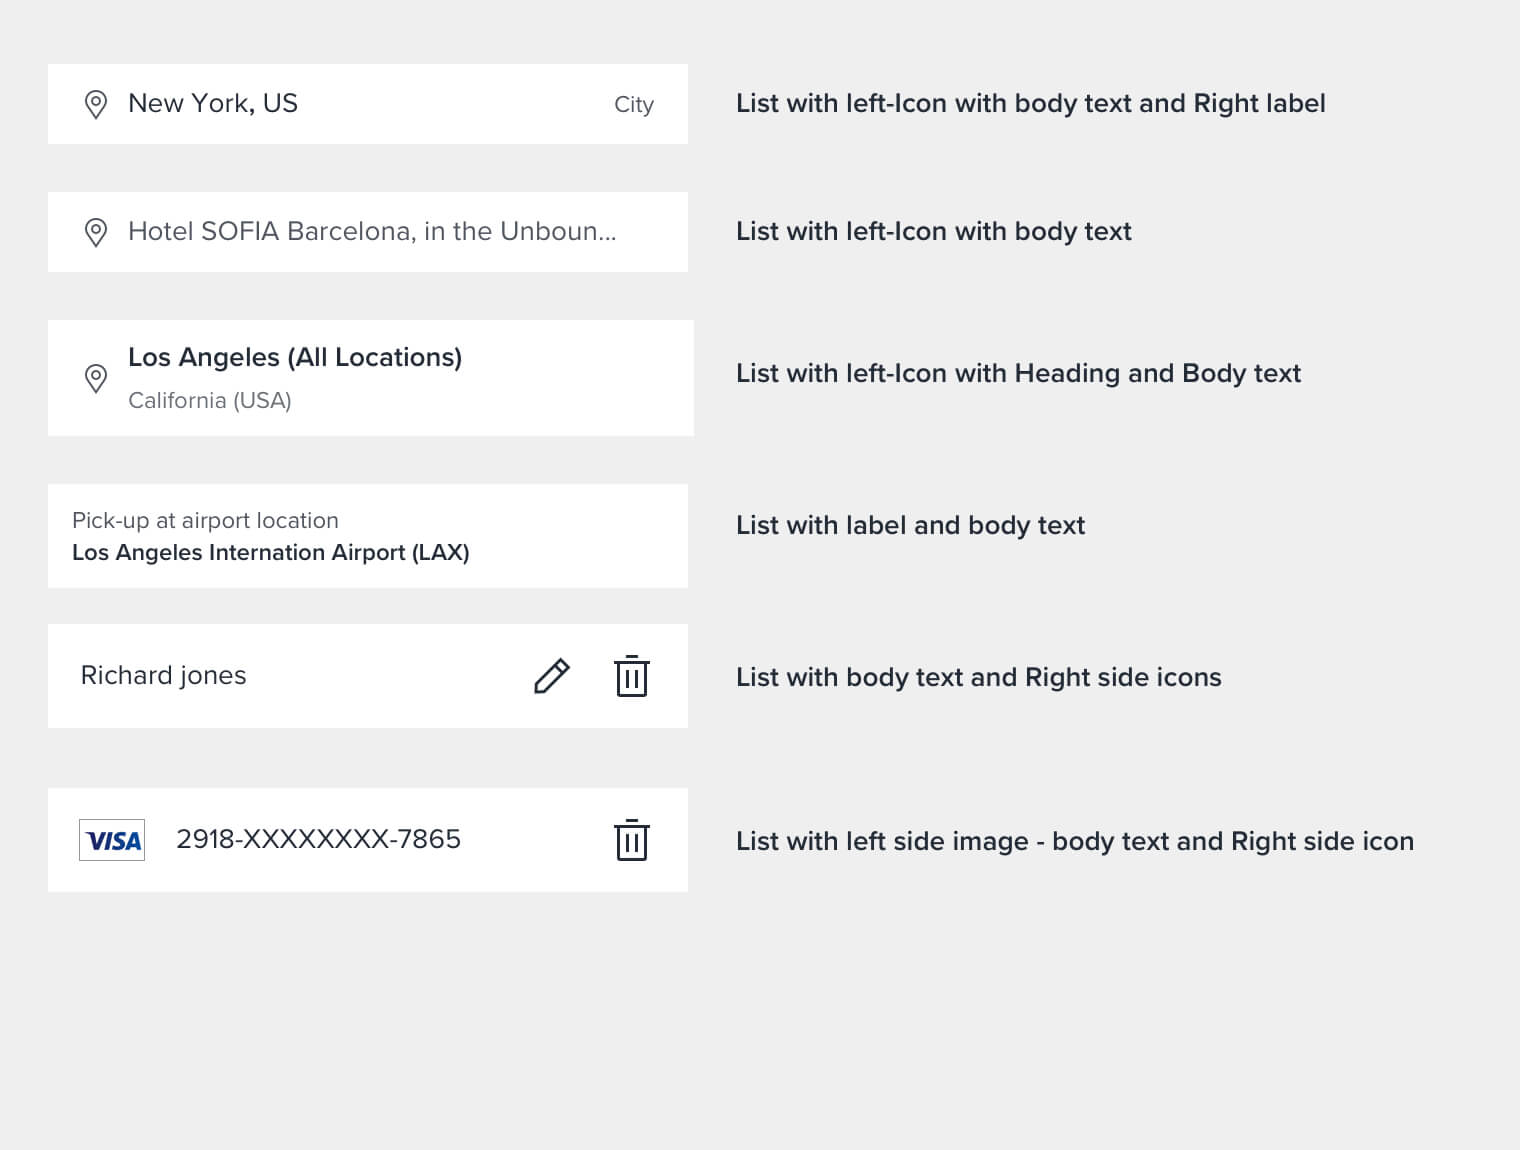 New York, US City List with left-Icon with body text and Right label
Hotel SOFIA Barcelona, in the Unboun... List with left-Icon with body text
Los Angeles (All Locations)
California (USA)
List with left-Icon with Heading and Body text
Pick-up at airport location
Los Angeles Internation Airport (LAX)
List with label and body text
Richard jones List with body text and Right side icons
VISA 2918-XXXXXXXX-7865 List with left side image - body text and Right side icon